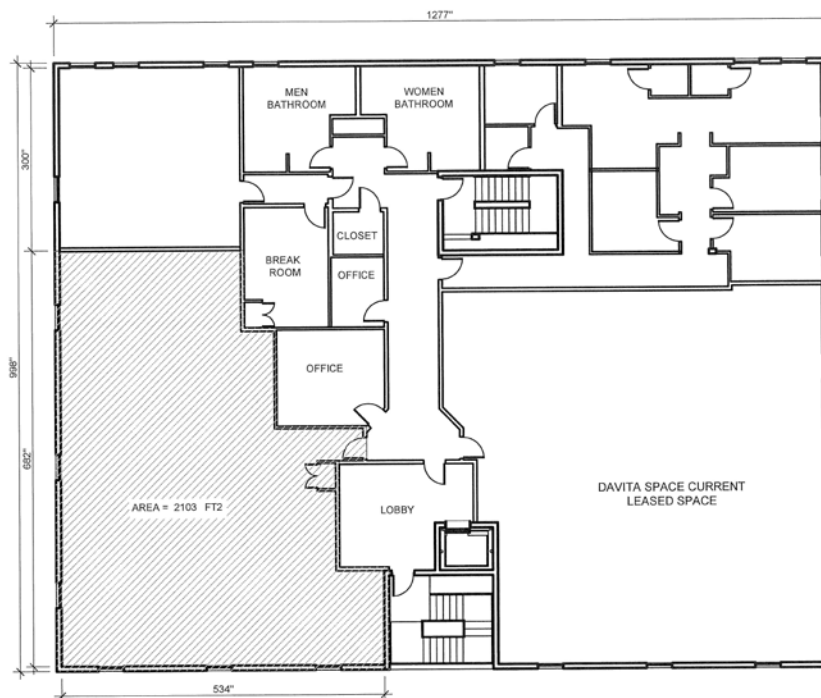 1277"
MEN
BATHROOM
WOMEN
BATHROOM
300"
CLOSET
BREAK
ROOM
OFFICE
998"
OFFICE
682"
DAVITA SPACE CURRENT
LEASED SPACE
AREA = 2103 FT2
LOBBY
534"